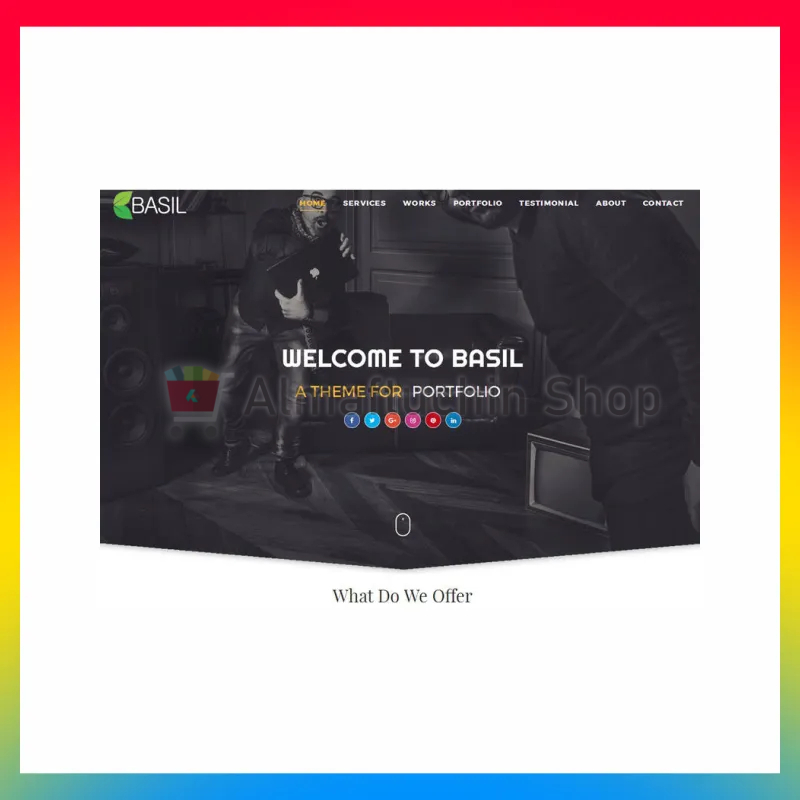 BASIL
HOME SERVICES WORKS PORTFOLIO TESTIMONIAL ABOUT CONTACT
WELCOME TO BASIL
A THEME FOR PORTFOLIO
Shop
What Do We Offer